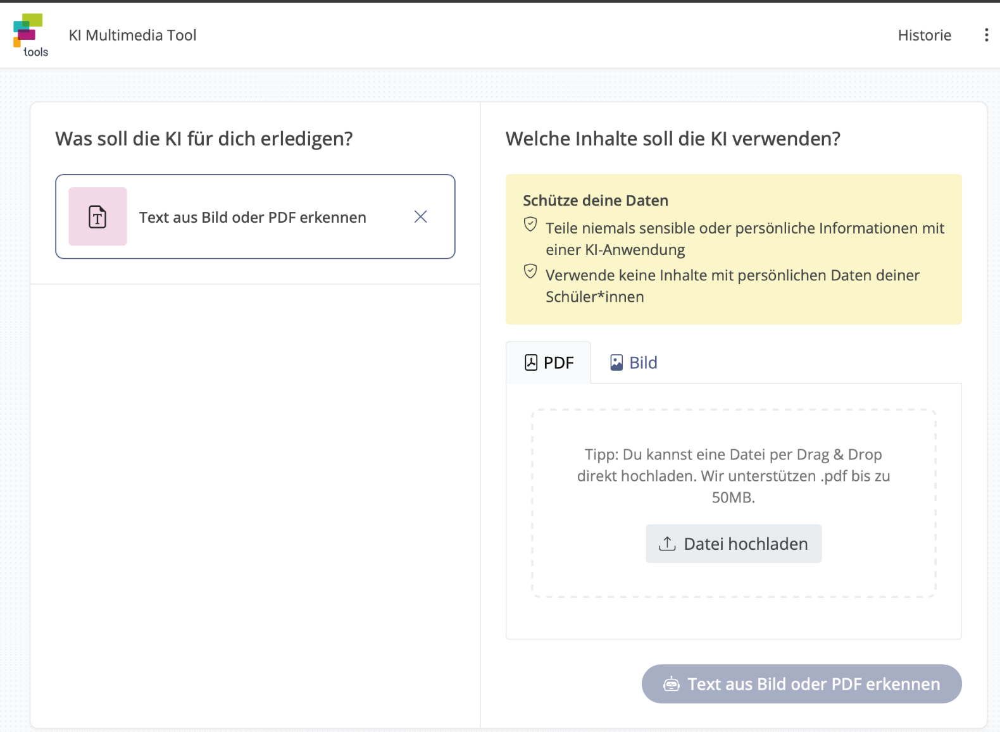 tools
KI Multimedia Tool
Historie
Was soll die KI für dich erledigen?
Text aus Bild oder PDF erkennen
Welche Inhalte soll die KI verwenden?
Schütze deine Daten
Teile niemals sensible oder persönliche Informationen mit
einer KI-Anwendung
Verwende keine Inhalte mit persönlichen Daten deiner
Schüler*innen
PDF
Bild
Tipp: Du kannst eine Datei per Drag & Drop
direkt hochladen. Wir unterstützen .pdf bis zu
50MB.
Datei hochladen
Text aus Bild oder PDF erkennen